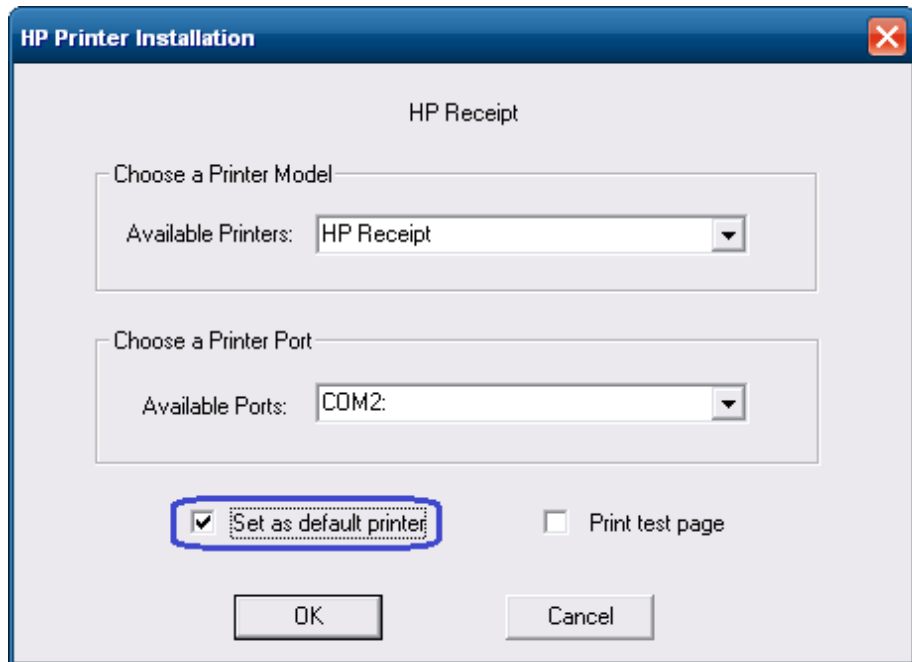 HP Printer Installation
HP Receipt
Choose a Printer Model
Available Printers: HP Receipt
Choose a Printer Port
Available Ports: COM2:
Set as default printer Print test page
OK Cancel